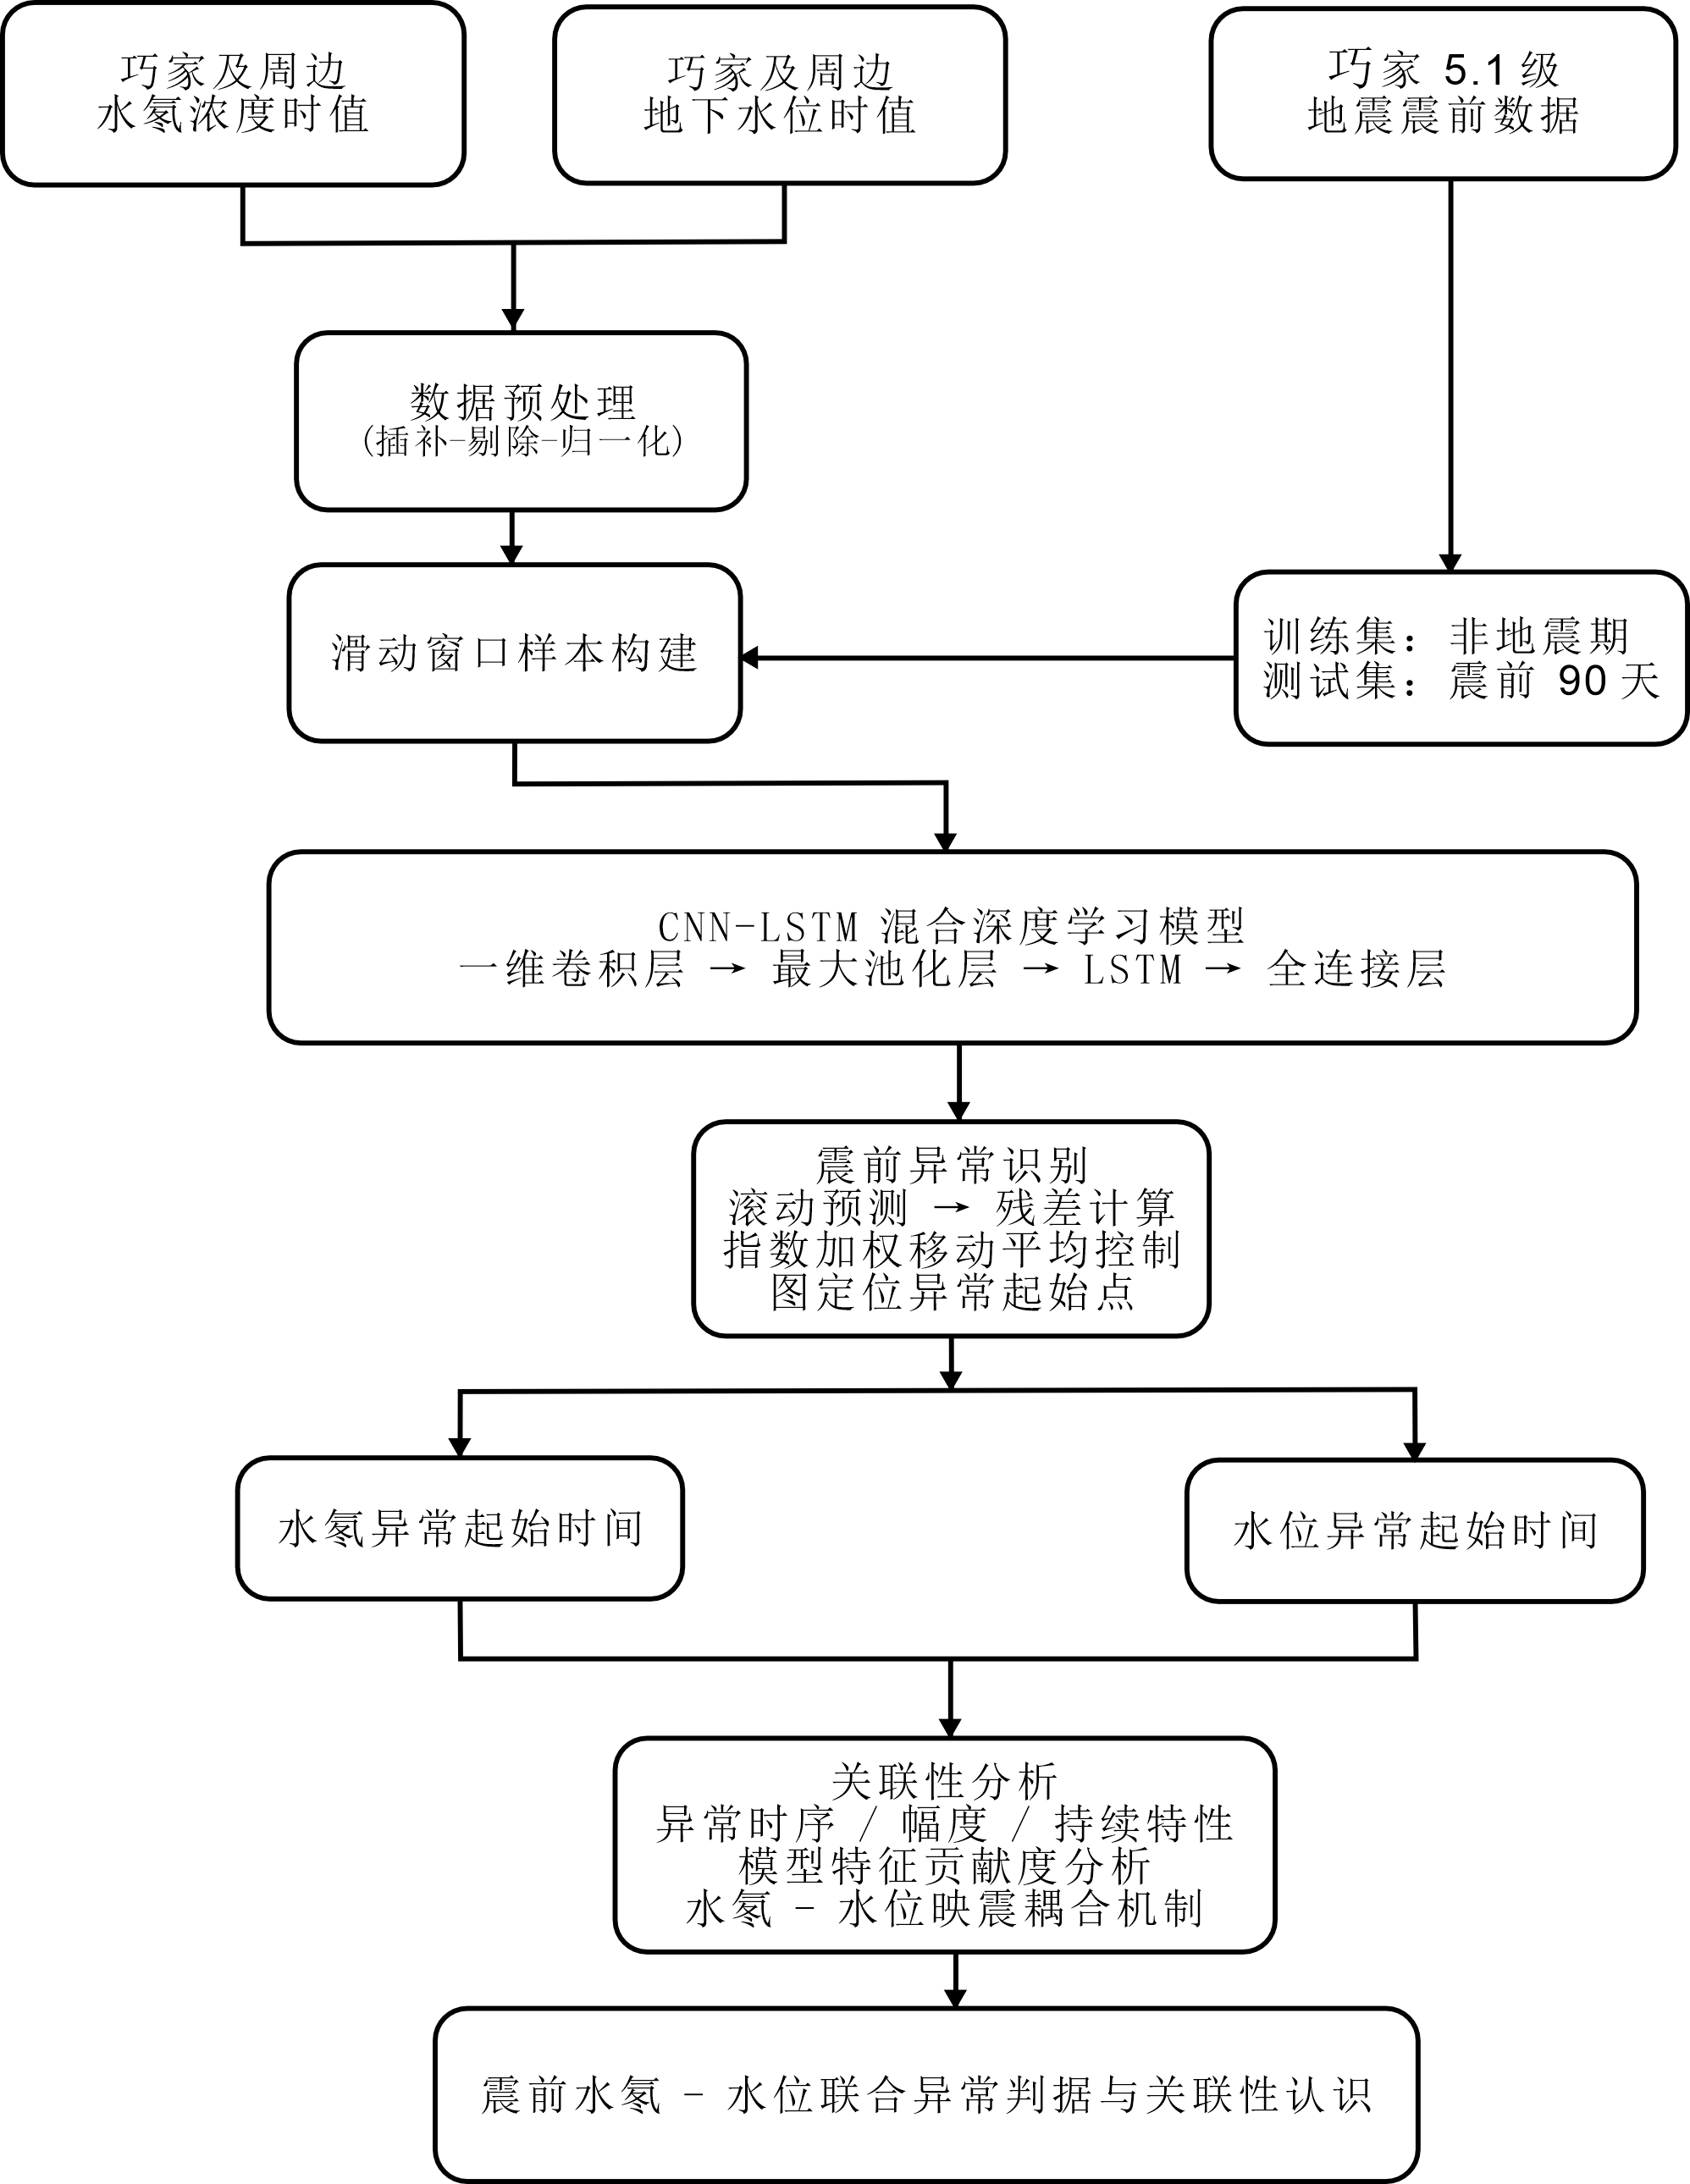 巧家及周边
水氡浓度时值
巧家及周边
地下水位时值
巧家 5.1级
地震震前数据
数据预处理
(插补-剔除-归一化)
滑动窗口样本构建
训练集：非地震期
测试集：震前 90天
CNN-LSTM 混合深度学习模型
一维卷积层 → 最大池化层 → LSTM → 全连接层
震前异常识别
滚动预测 → 残差计算
指数加权移动平均控制
图定位异常起始点
水氡异常起始时间
水位异常起始时间
关联性分析
异常时序 / 幅度 / 持续特性
模型特征贡献度分析
水氡 - 水位映震耦合机制
震前水氡 - 水位联合异常判据与关联性认识